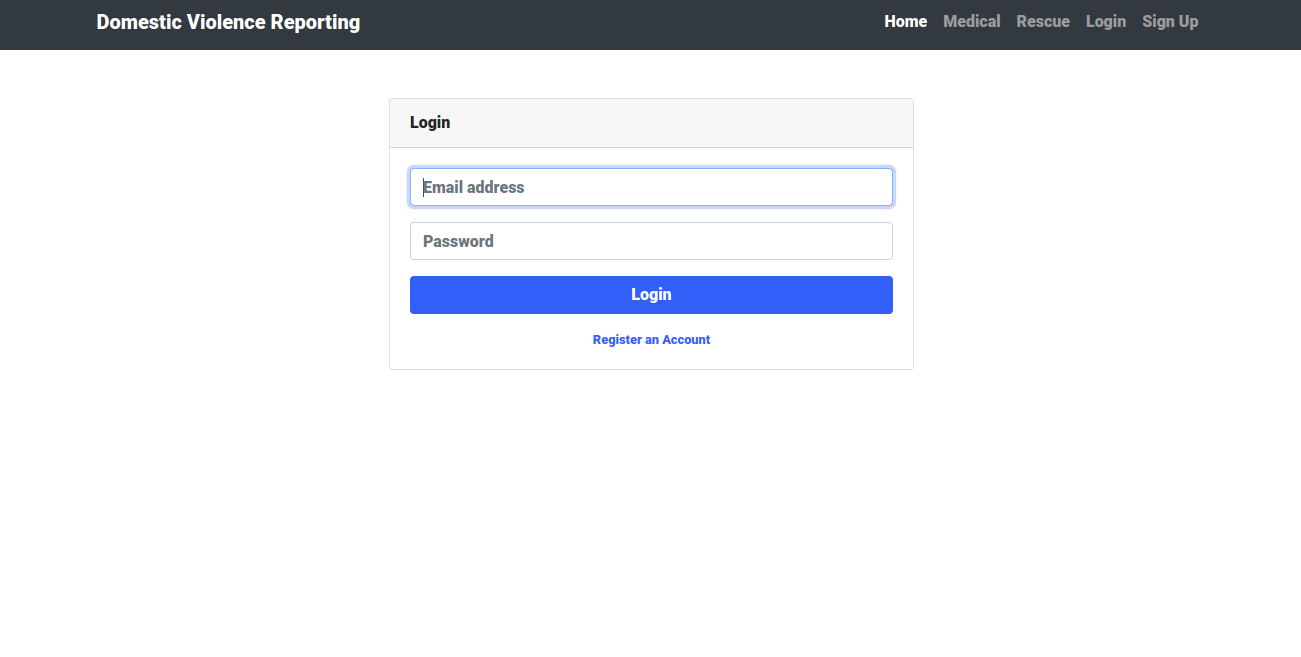 Domestic Violence Reporting Home Medical Rescue Login Sign Up
Login
Email address
Password
Login
Register an Account